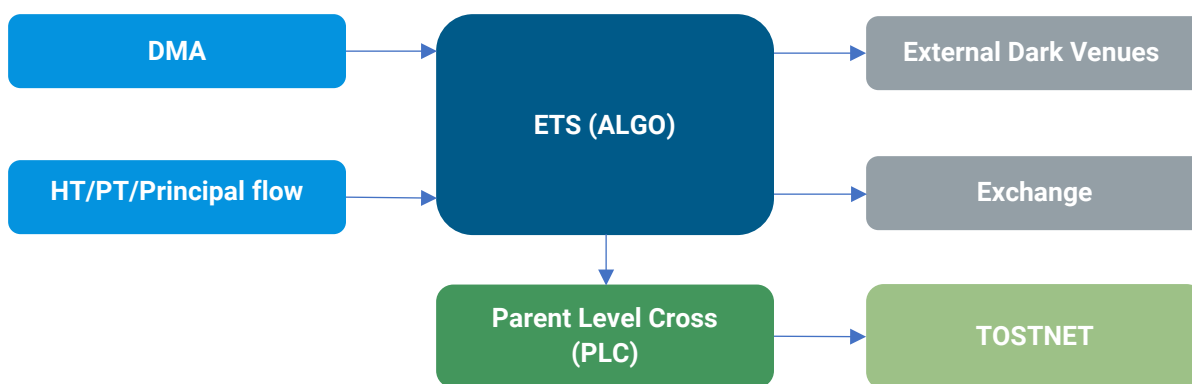 DMA
External Dark Venues
ETS (ALGO)
HT/PT/Principal flow
Exchange
Parent Level Cross
(PLC)
TOSTNET